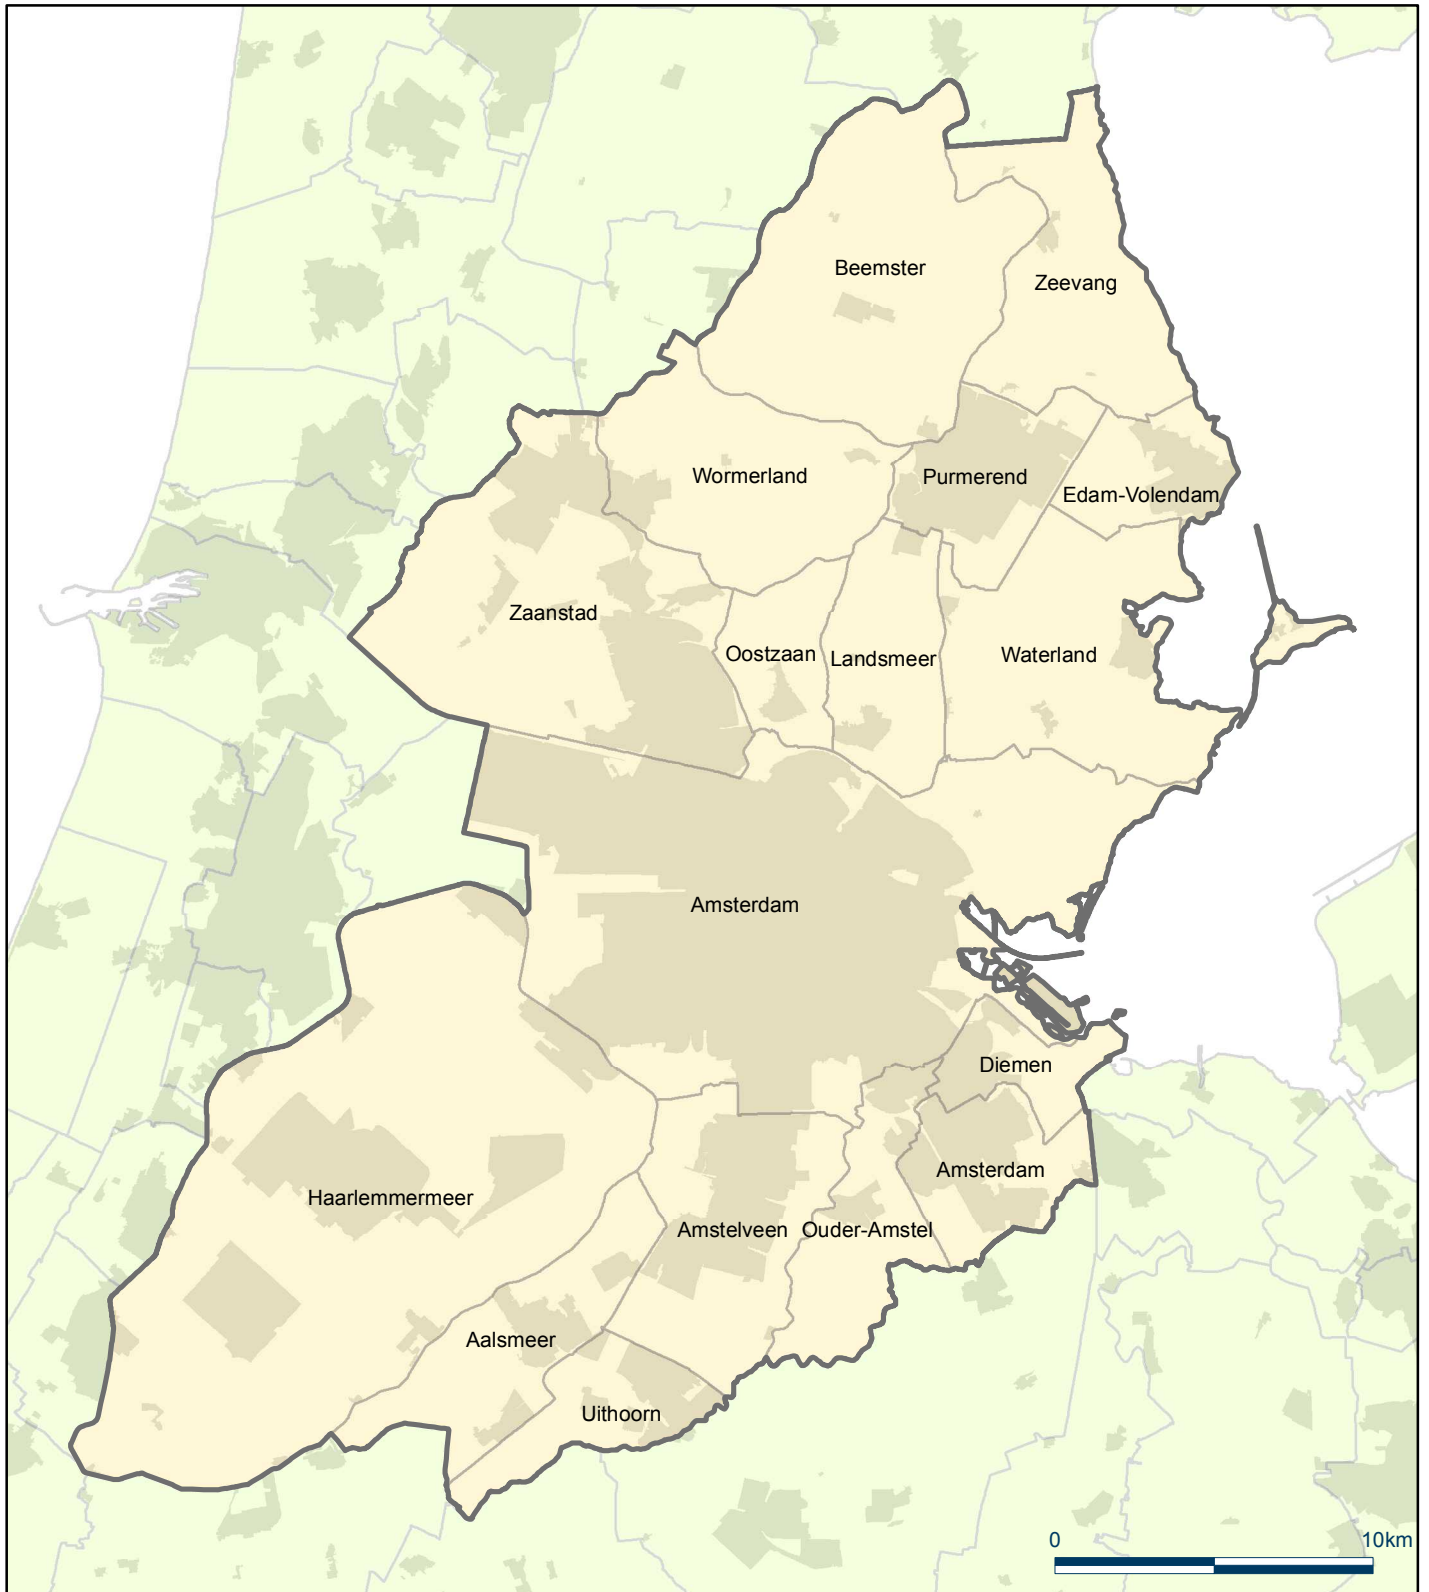 Beemster
Zeevang
Wormerland
Purmerend
Edam-Volendam
Zaanstad
Oostzaan
Landsmeer
Waterland
Amsterdam
Diemen
Amsterdam
Haarlemmermeer
Amstelveen
Ouder-Amstel
Aalsmeer
Uithoorn
0 10km